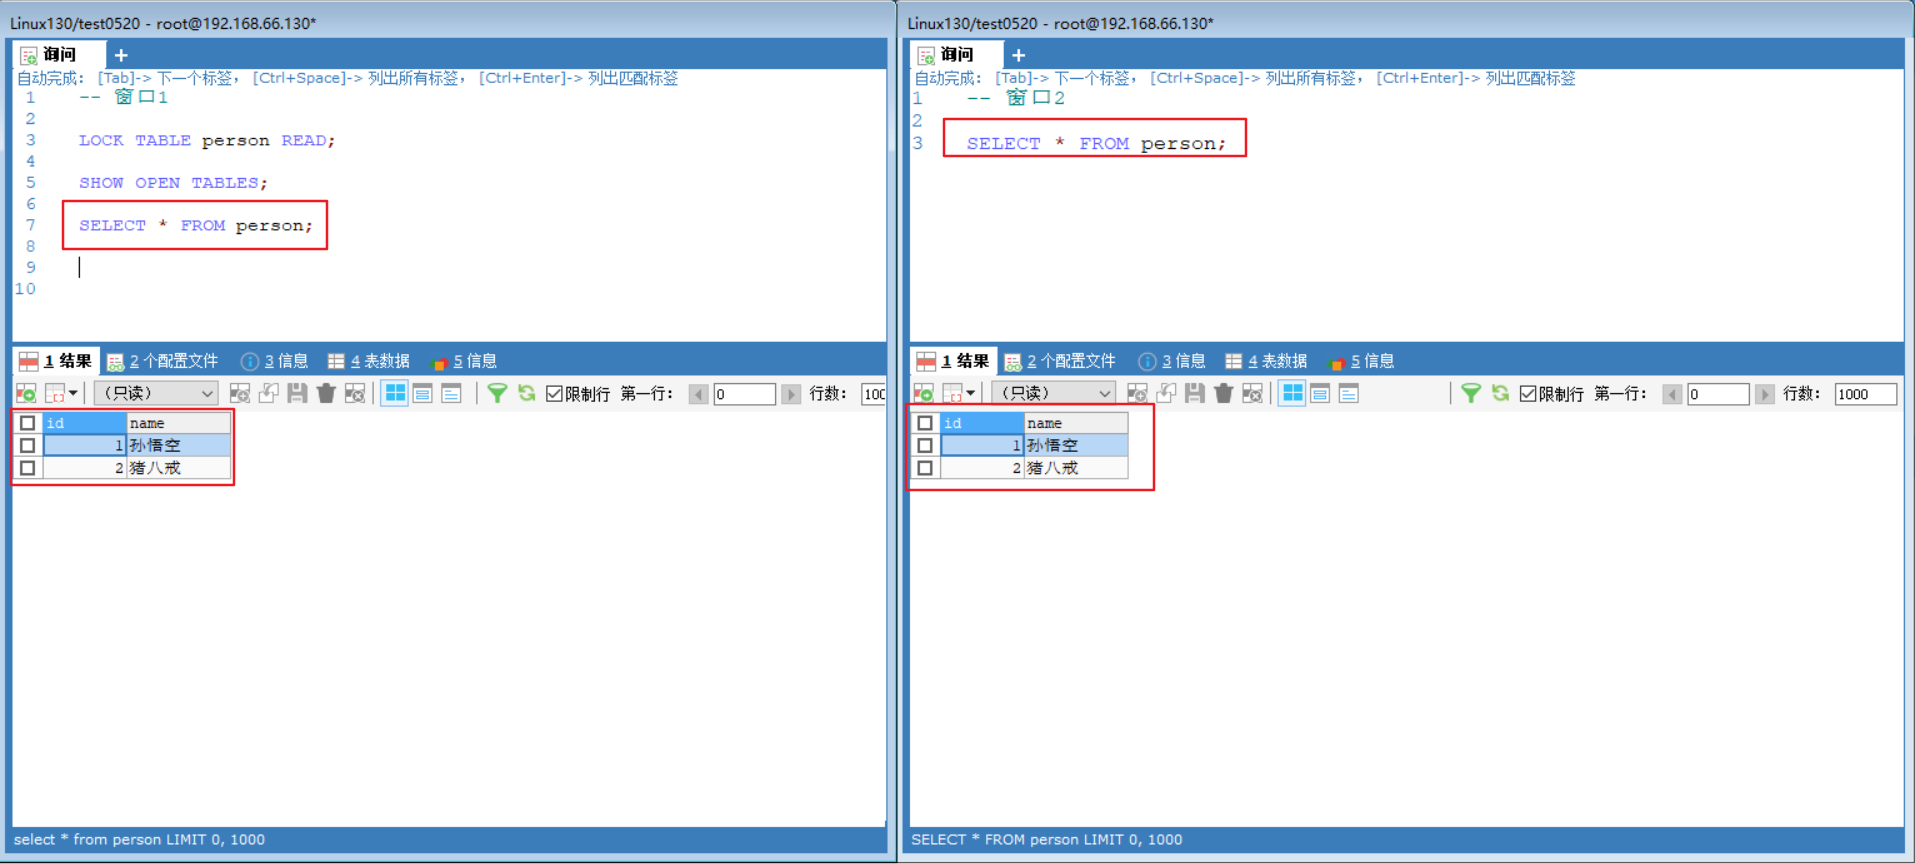 Linux130/test0520 - root@192.168.66.130*
询问 +
自动完成: [Tab]-> 下一个标签, [Ctrl+Space]-> 列出所有标签, [Ctrl+Enter]-> 列出匹配标签
1 -- 窗口1
2
3 LOCK TABLE person READ;
4
5 SHOW OPEN TABLES;
6
7 SELECT * FROM person;
8
9
10
1 结果 2 个配置文件 3 信息 4 表数据 5 信息
(只读) 限制行 第一行: 0 行数: 100
id name
1 孙悟空
2 猪八戒
select * from person LIMIT 0, 1000
Linux130/test0520 - root@192.168.66.130*
询问 +
自动完成: [Tab]-> 下一个标签, [Ctrl+Space]-> 列出所有标签, [Ctrl+Enter]-> 列出匹配标签
1 -- 窗口2
2
3 SELECT * FROM person;
1 结果 2 个配置文件 3 信息 4 表数据 5 信息
(只读) 限制行 第一行: 0 行数: 1000
id name
1 孙悟空
2 猪八戒
SELECT * FROM person LIMIT 0, 1000